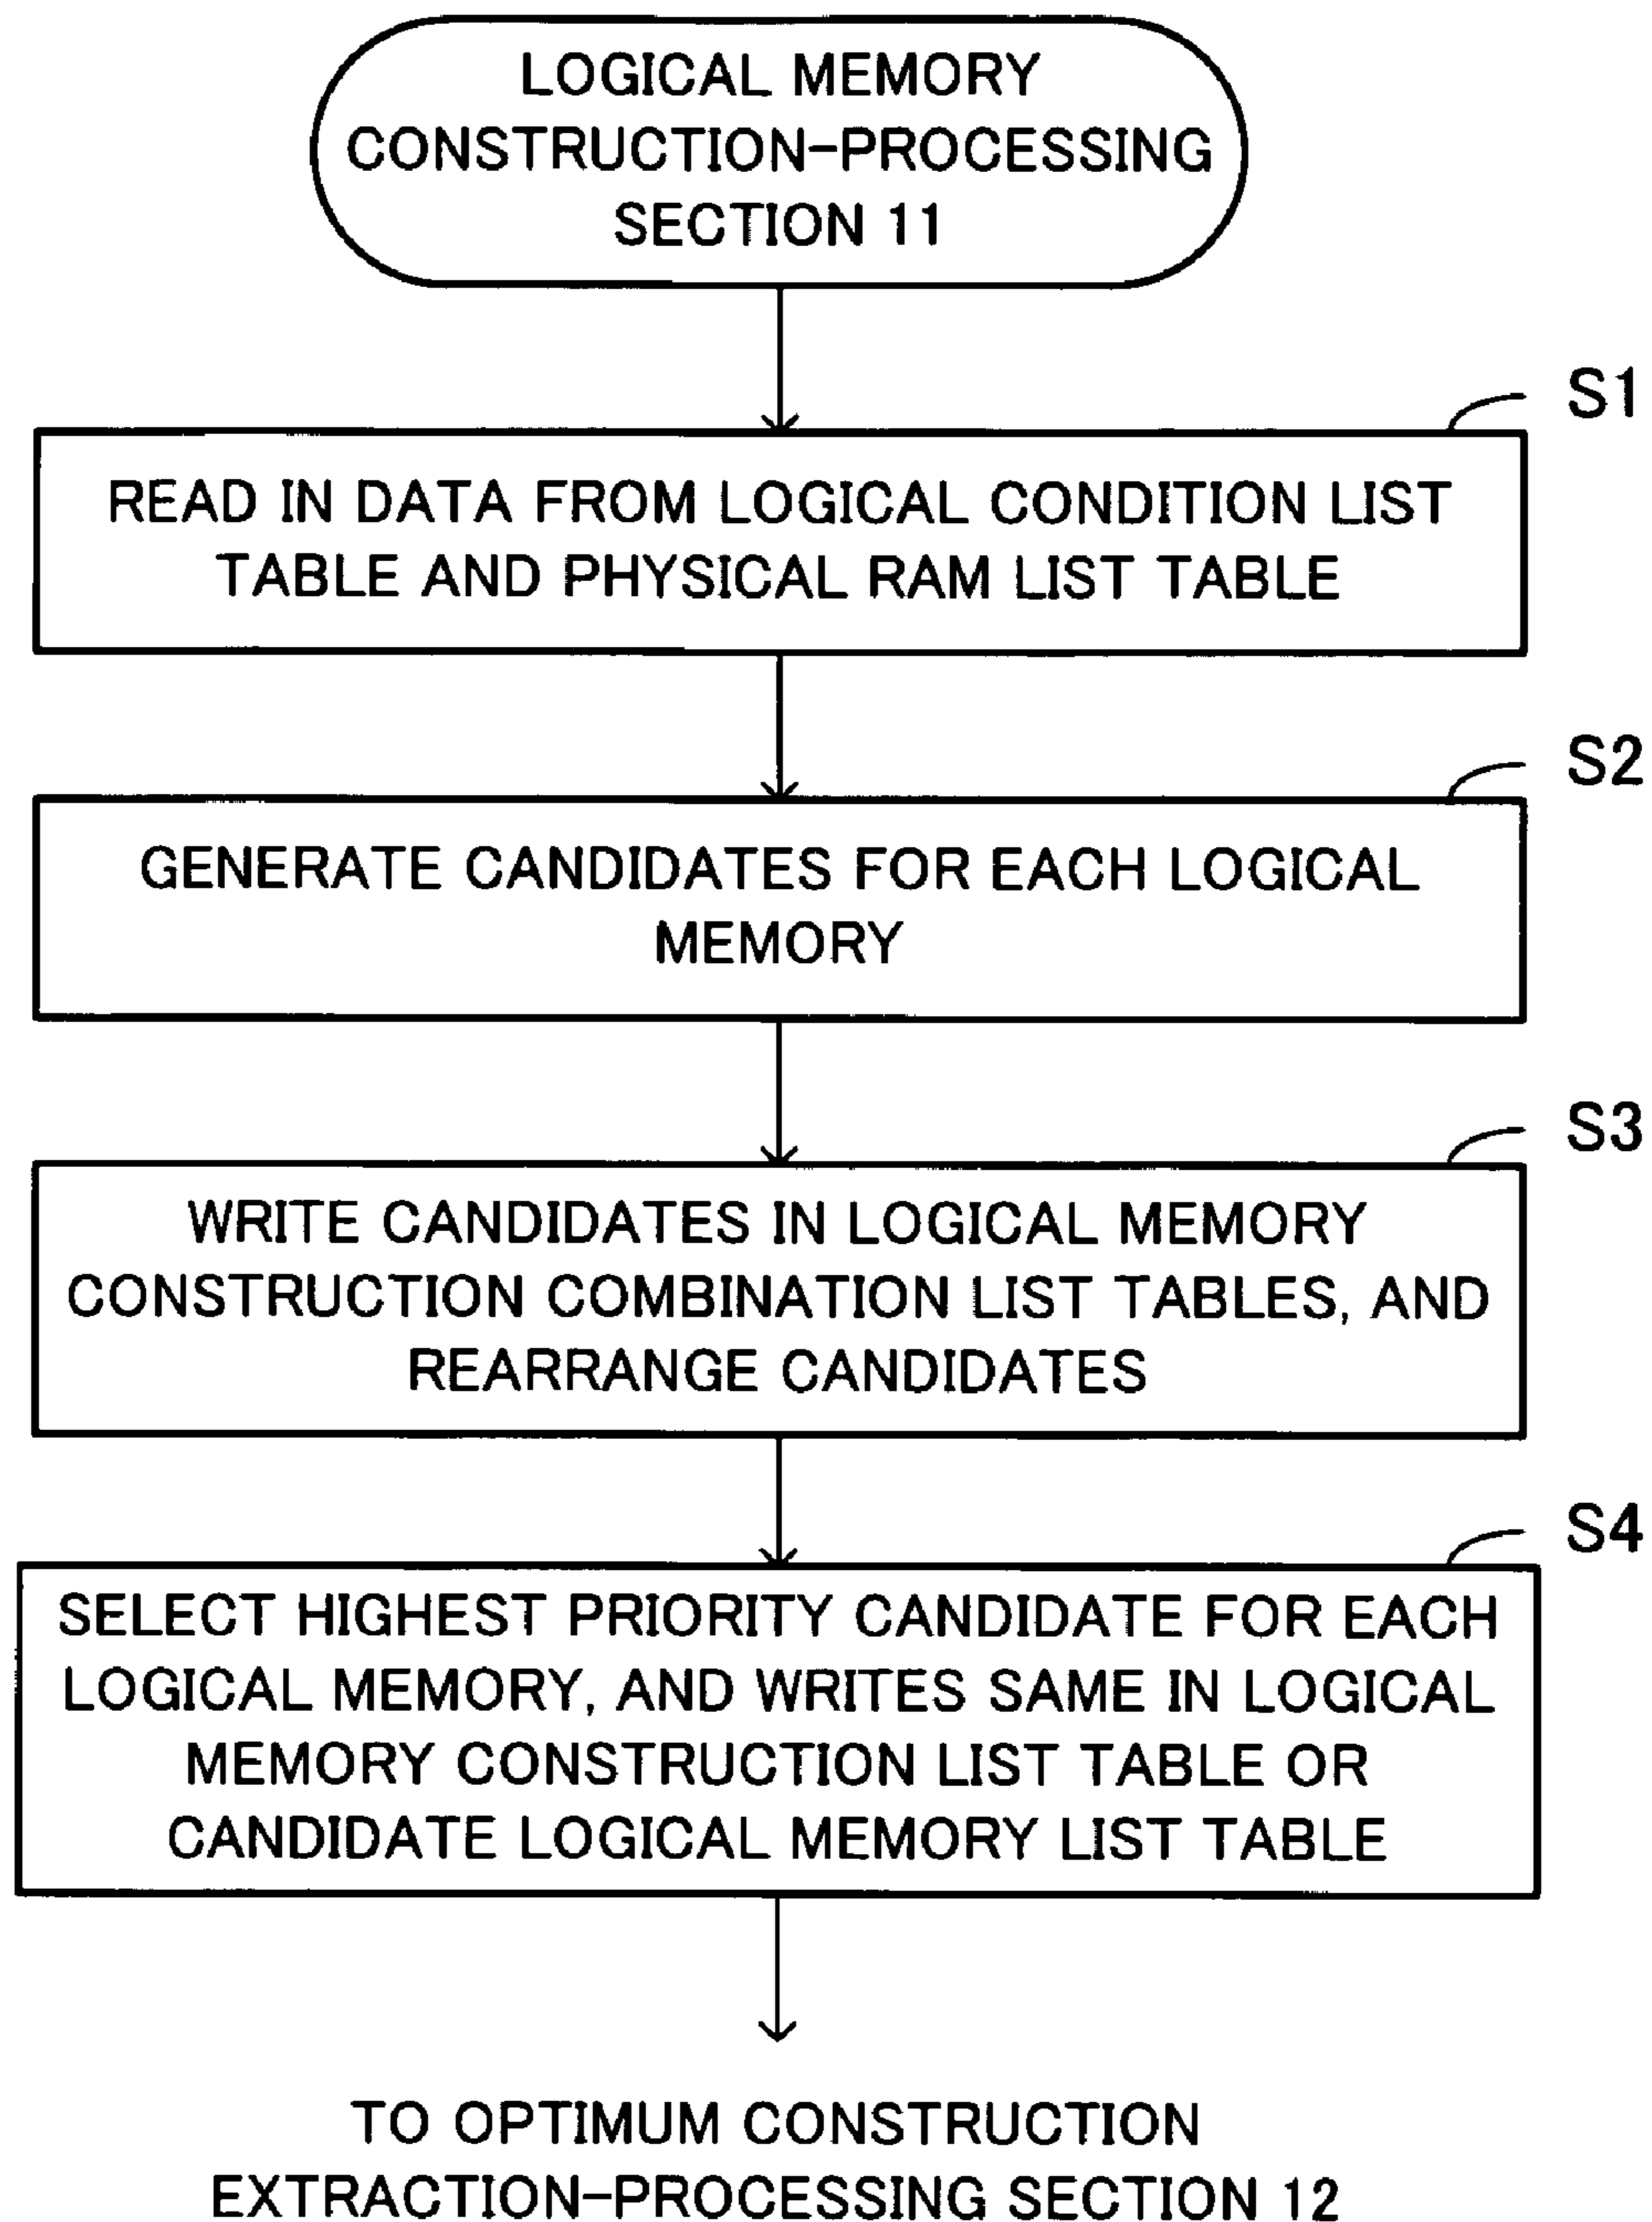 LOGICAL MEMORY
CONSTRUCTION-PROCESSING
SECTION 11
S1
READ IN DATA FROM LOGICAL CONDITION LIST
TABLE AND PHYSICAL RAM LIST TABLE
S2
GENERATE CANDIDATES FOR EACH LOGICAL
MEMORY
S3
WRITE CANDIDATES IN LOGICAL MEMORY
CONSTRUCTION COMBINATION LIST TABLES, AND
REARRANGE CANDIDATES
S4
SELECT HIGHEST PRIORITY CANDIDATE FOR EACH
LOGICAL MEMORY, AND WRITES SAME IN LOGICAL
MEMORY CONSTRUCTION LIST TABLE OR
CANDIDATE LOGICAL MEMORY LIST TABLE
TO OPTIMUM CONSTRUCTION
EXTRACTION-PROCESSING SECTION 12